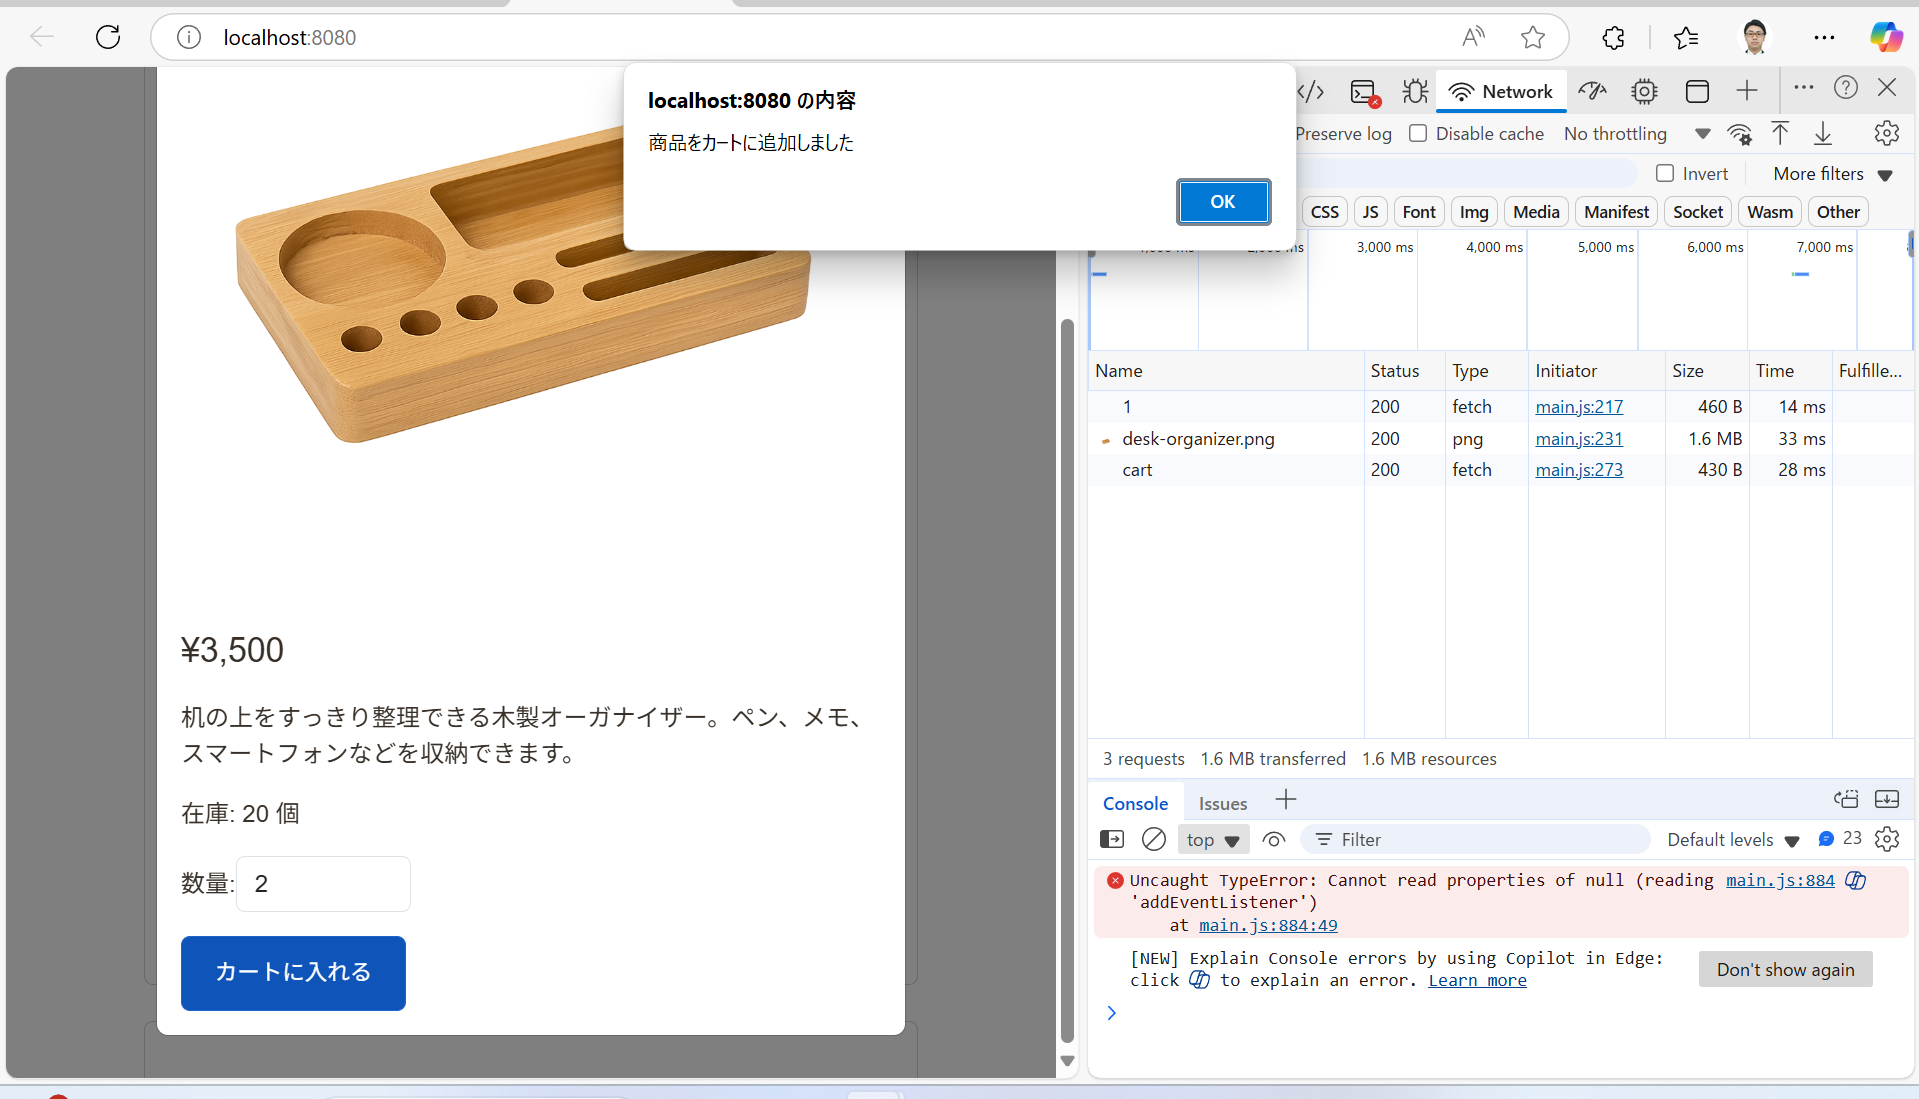 localhost:8080
localhost:8080 の内容
商品をカートに追加しました
OK
Network
Preserve log
Disable cache
No throttling
Invert
More filters
CSS
JS
Font
Img
Media
Manifest
Socket
Wasm
Other
3,000 ms
4,000 ms
5,000 ms
6,000 ms
7,000 ms
Name Status Type Initiator Size Time Fulfille...
1 200 fetch main.js:217 460 B 14 ms
desk-organizer.png 200 png main.js:231 1.6 MB 33 ms
cart 200 fetch main.js:273 430 B 28 ms
3 requests 1.6 MB transferred 1.6 MB resources
¥3,500
机の上をすっきり整理できる木製オーガナイザー。ペン、メモ、
スマートフォンなどを収納できます。
在庫: 20 個
数量: 2
カートに入れる
Console Issues
top Filter Default levels 23
Uncaught TypeError: Cannot read properties of null (reading main.js:884
'addEventListener')
at main.js:884:49
[NEW] Explain Console errors by using Copilot in Edge:
click to explain an error. Learn more
Don't show again